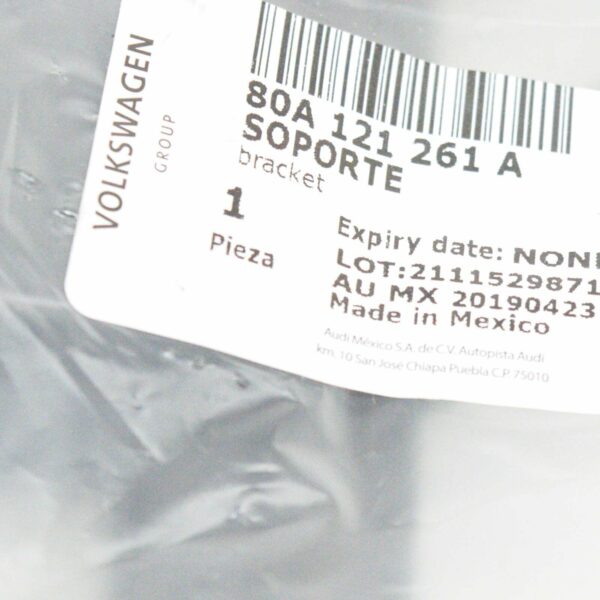 VOLKSWAGEN
GROUP
80A 121 261 A
SOPORTE
bracket
1
Pieza
Expiry date:
LOT:2111529871
AU MX 20190423
Made in Mexico
Audi México S.A. de C.V. Autopista Audi
km. 10 San José Chiapa Puebla C.P. 75010